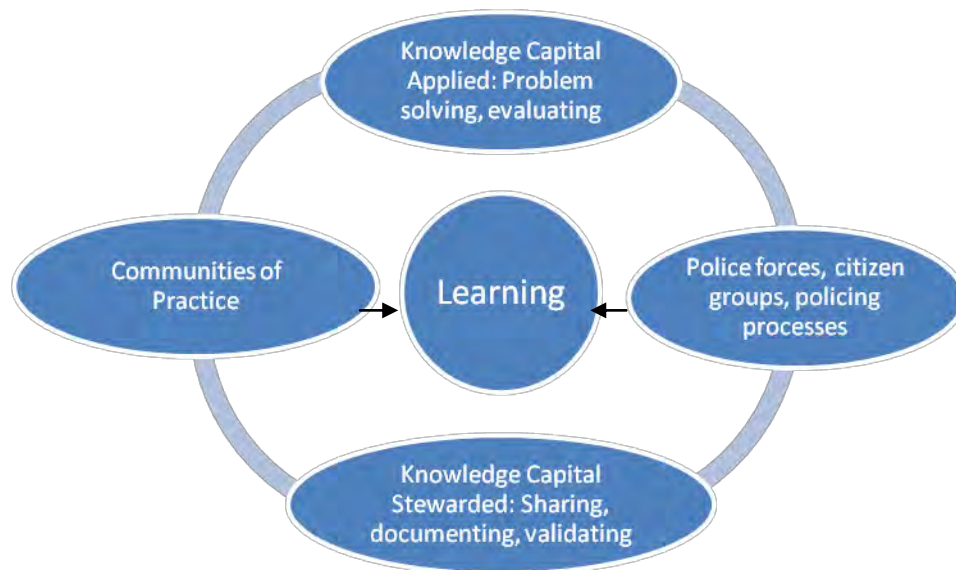 Knowledge Capital
Applied: Problem
solving, evaluating
Communities of
Practice
Learning
Police forces, citizen
groups, policing
processes
Knowledge Capital
Stewarded: Sharing,
documenting, validating